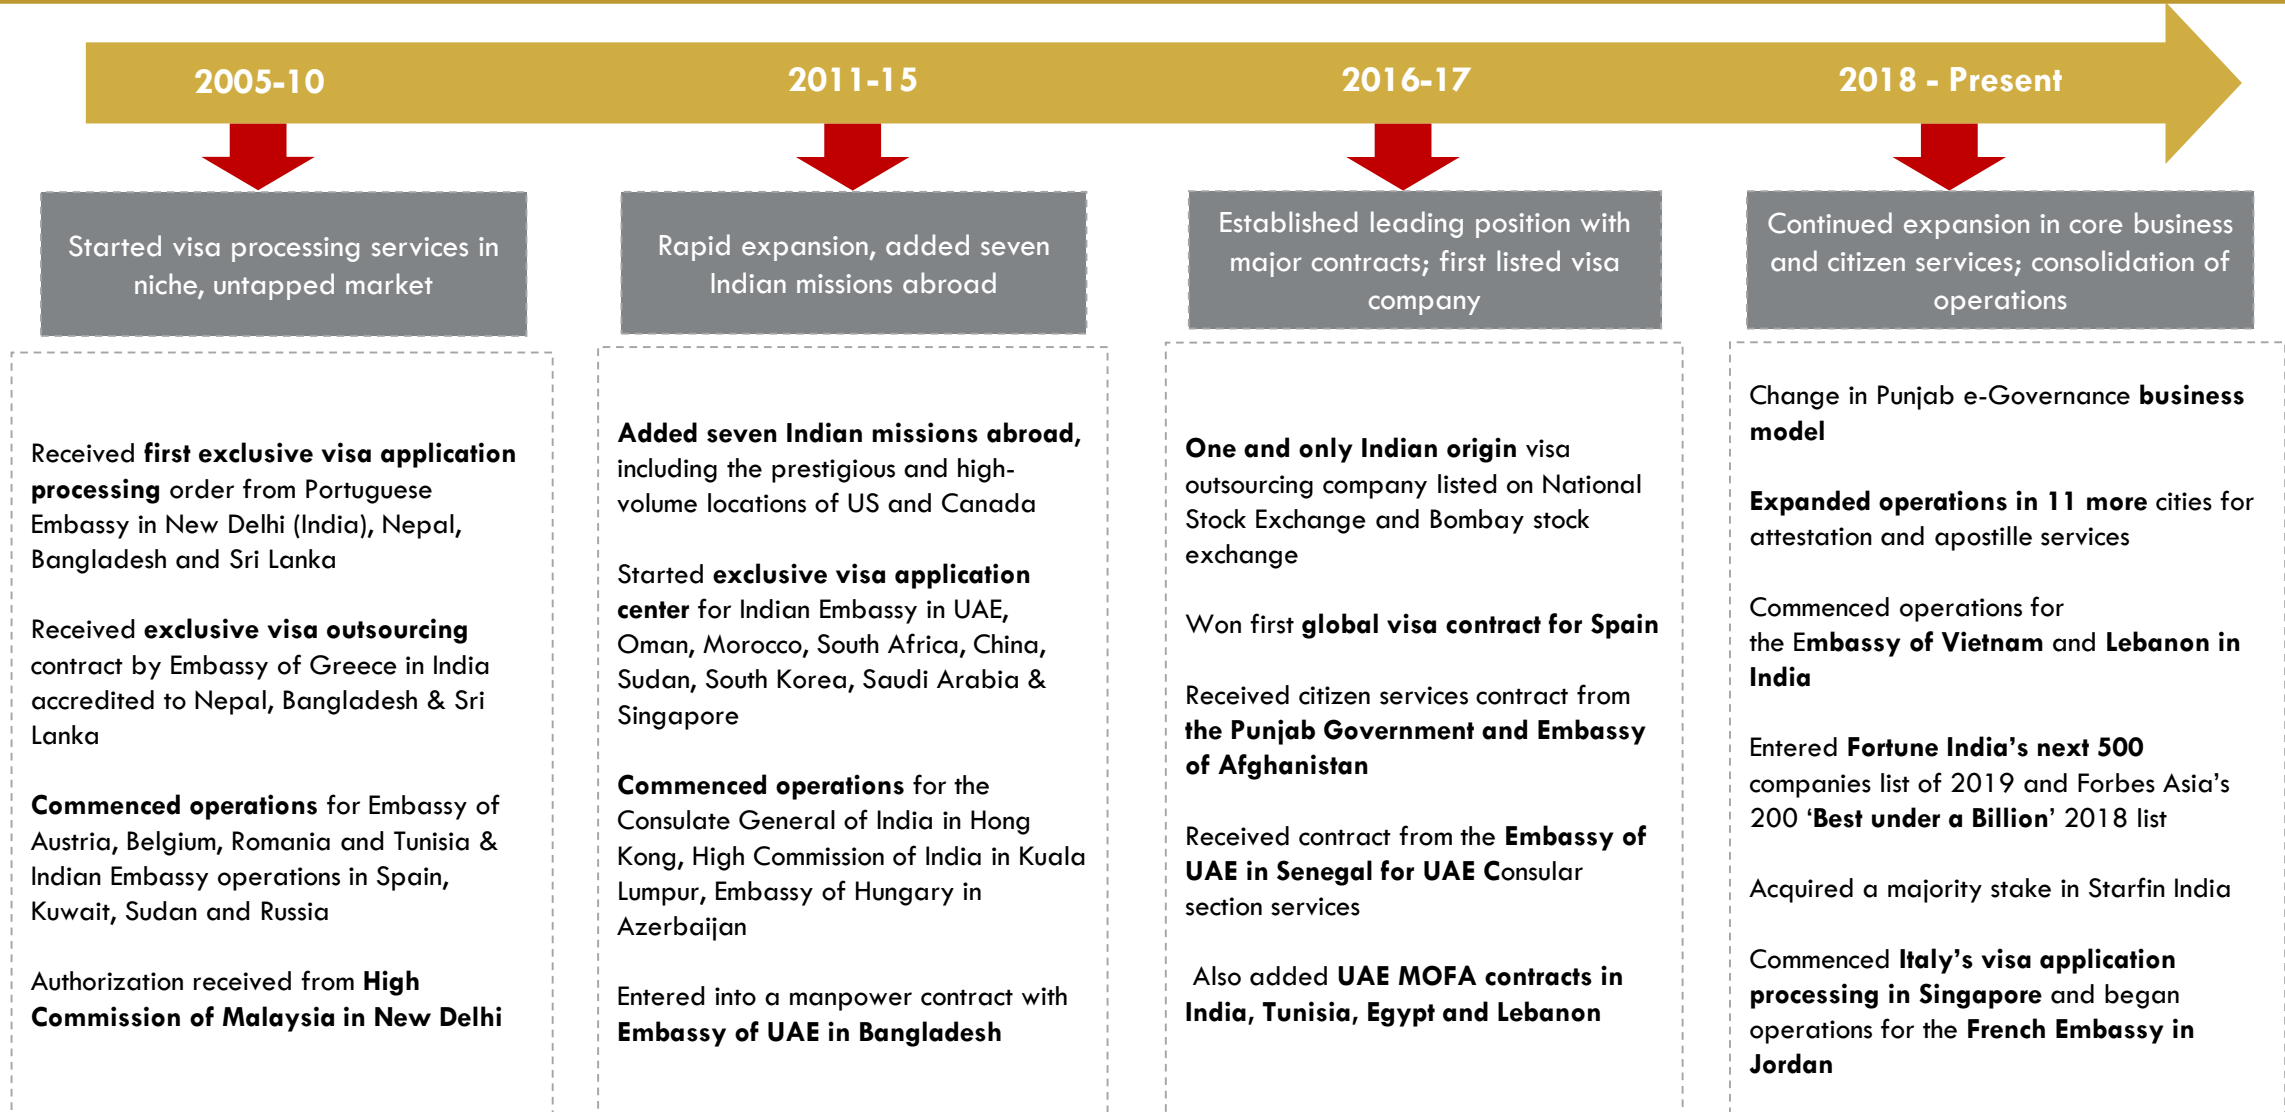 2005-10
2011-15
2016-17
2018 - Present
Started visa processing services in
niche, untapped market
Rapid expansion, added seven
Indian missions abroad
Established leading position with
major contracts; first listed visa
company
Continued expansion in core business
and citizen services; consolidation of
operations
Received first exclusive visa application
processing order from Portuguese
Embassy in New Delhi (India), Nepal,
Bangladesh and Sri Lanka
Received exclusive visa outsourcing
contract by Embassy of Greece in India
accredited to Nepal, Bangladesh & Sri
Lanka
Commenced operations for Embassy of
Austria, Belgium, Romania and Tunisia &
Indian Embassy operations in Spain,
Kuwait, Sudan and Russia
Authorization received from High
Commission of Malaysia in New Delhi
Added seven Indian missions abroad,
including the prestigious and high-
volume locations of US and Canada
Started exclusive visa application
center for Indian Embassy in UAE,
Oman, Morocco, South Africa, China,
Sudan, South Korea, Saudi Arabia &
Singapore
Commenced operations for the
Consulate General of India in Hong
Kong, High Commission of India in Kuala
Lumpur, Embassy of Hungary in
Azerbaijan
Entered into a manpower contract with
Embassy of UAE in Bangladesh
One and only Indian origin visa
outsourcing company listed on National
Stock Exchange and Bombay stock
exchange
Won first global visa contract for Spain
Received citizen services contract from
the Punjab Government and Embassy
of Afghanistan
Received contract from the Embassy of
UAE in Senegal for UAE Consular
section services
Also added UAE MOFA contracts in
India, Tunisia, Egypt and Lebanon
Change in Punjab e-Governance business
model
Expanded operations in 11 more cities for
attestation and apostille services
Commenced operations for
the Embassy of Vietnam and Lebanon in
India
Entered Fortune India’s next 500
companies list of 2019 and Forbes Asia’s
200 ‘Best under a Billion’ 2018 list
Acquired a majority stake in Starfin India
Commenced Italy’s visa application
processing in Singapore and began
operations for the French Embassy in
Jordan